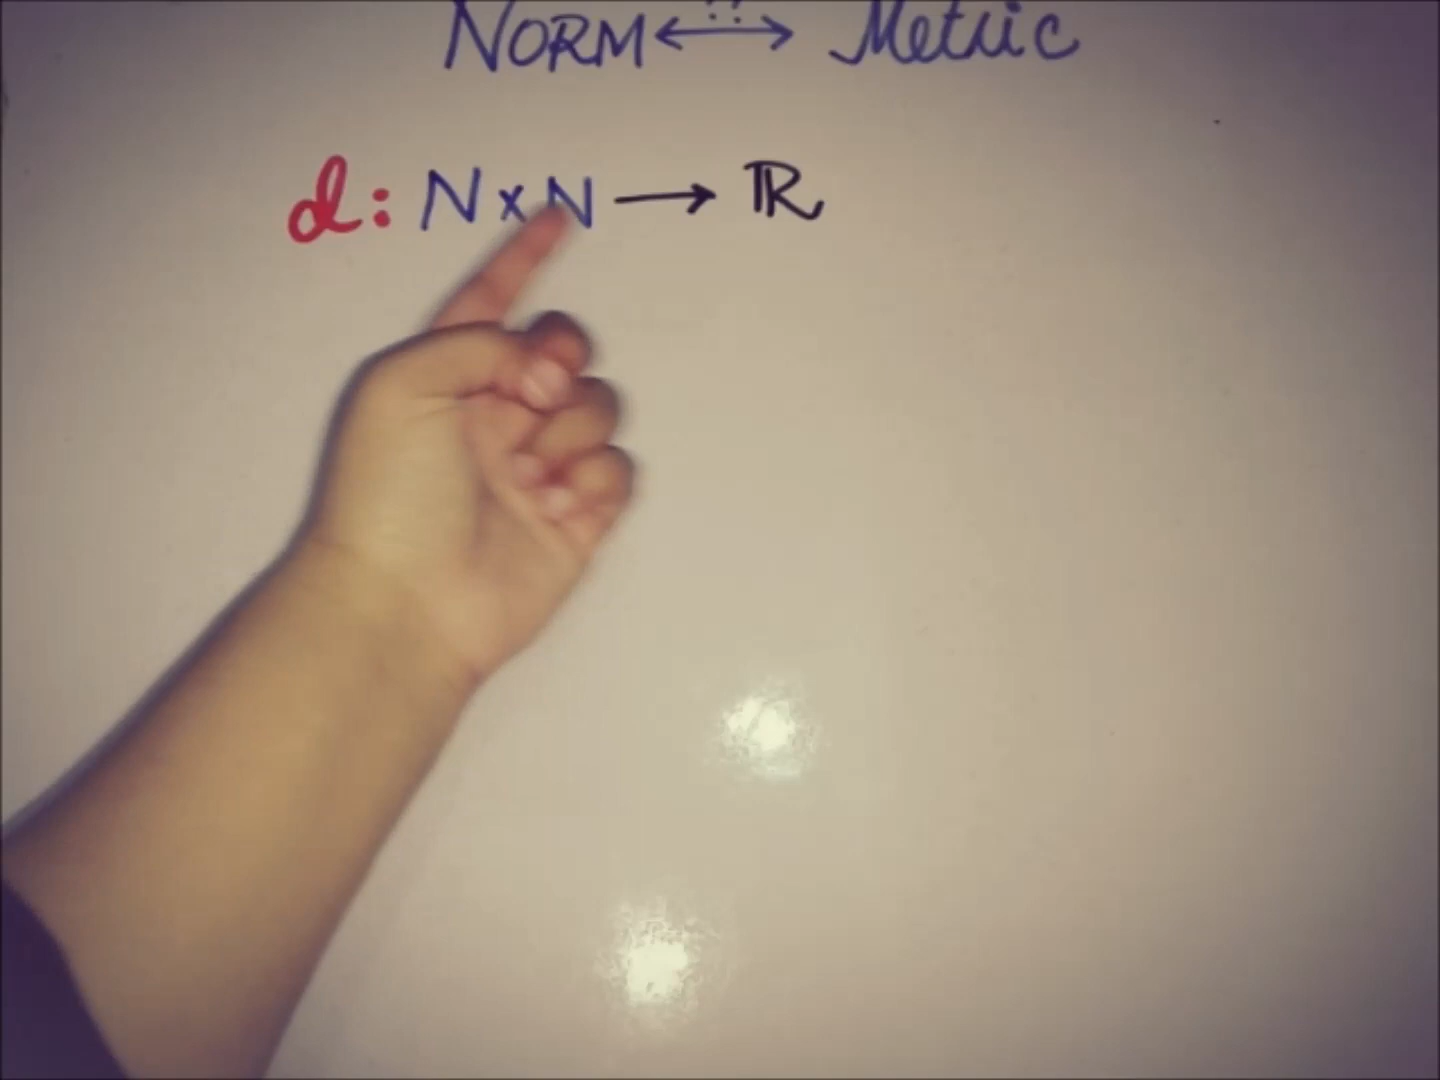 NORM ⟷ Metric
d: N x N ⟶ ℝ